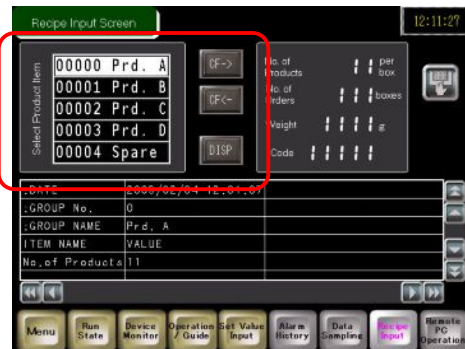 Recipe Input Screen
12:11:27
Select Product Item
00000 Prd. A
00001 Prd. B
00002 Prd. C
00003 Prd. D
00004 Spare
CF->
CF<-
DISP
No. of Products 11 per box
No. of Orders 111 boxes
Weight 1111 g
Code 11111
:DATE
:GROUP No. 0
:GROUP NAME Prd. A
ITEM NAME VALUE
No.of Products 11
Menu
Run State
Device Monitor
Operation / Guide
Set Value Input
Alarm History
Data Sampling
Recipe Input
Remote PC Operation